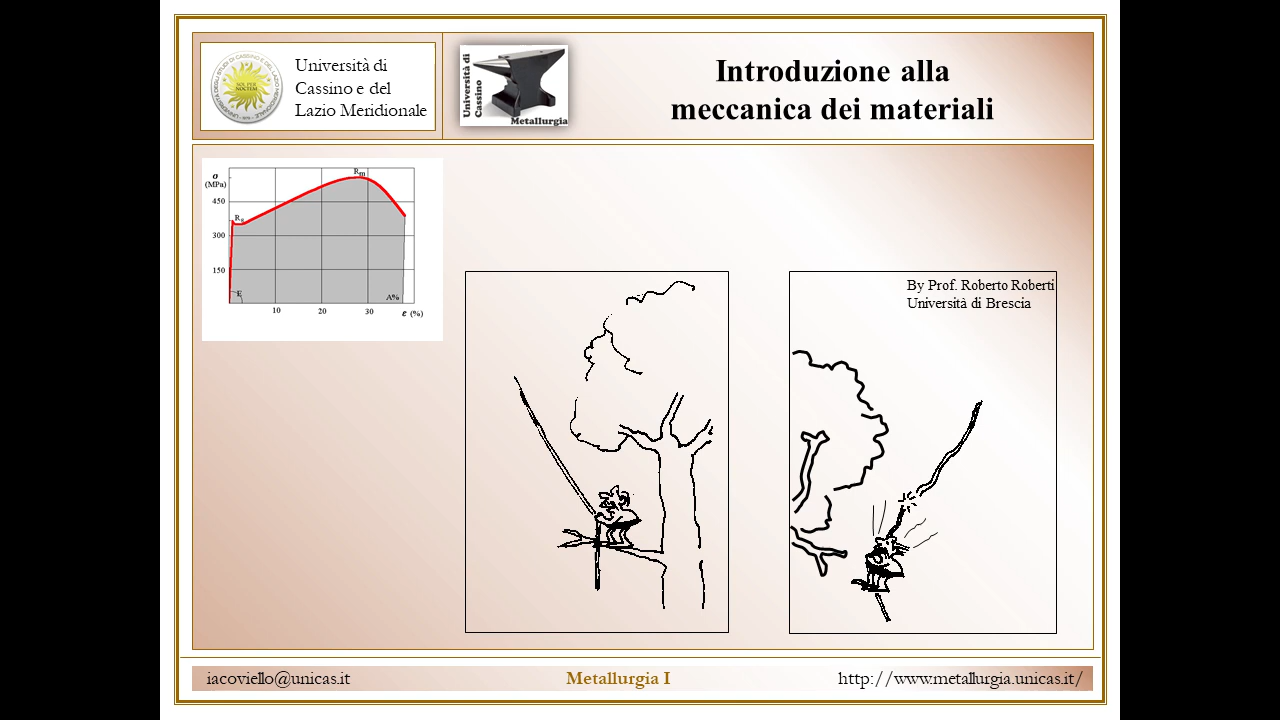 Università di
Cassino e del
Lazio Meridionale
Università di
Cassino
Metallurgia
Introduzione alla
meccanica dei materiali
σ
(MPa)
450
300
150
Rm
Rs
E
A%
10
20
30
ε (%)
By Prof. Roberto Roberti
Università di Brescia
iacoviello@unicas.it
Metallurgia I
http://www.metallurgia.unicas.it/